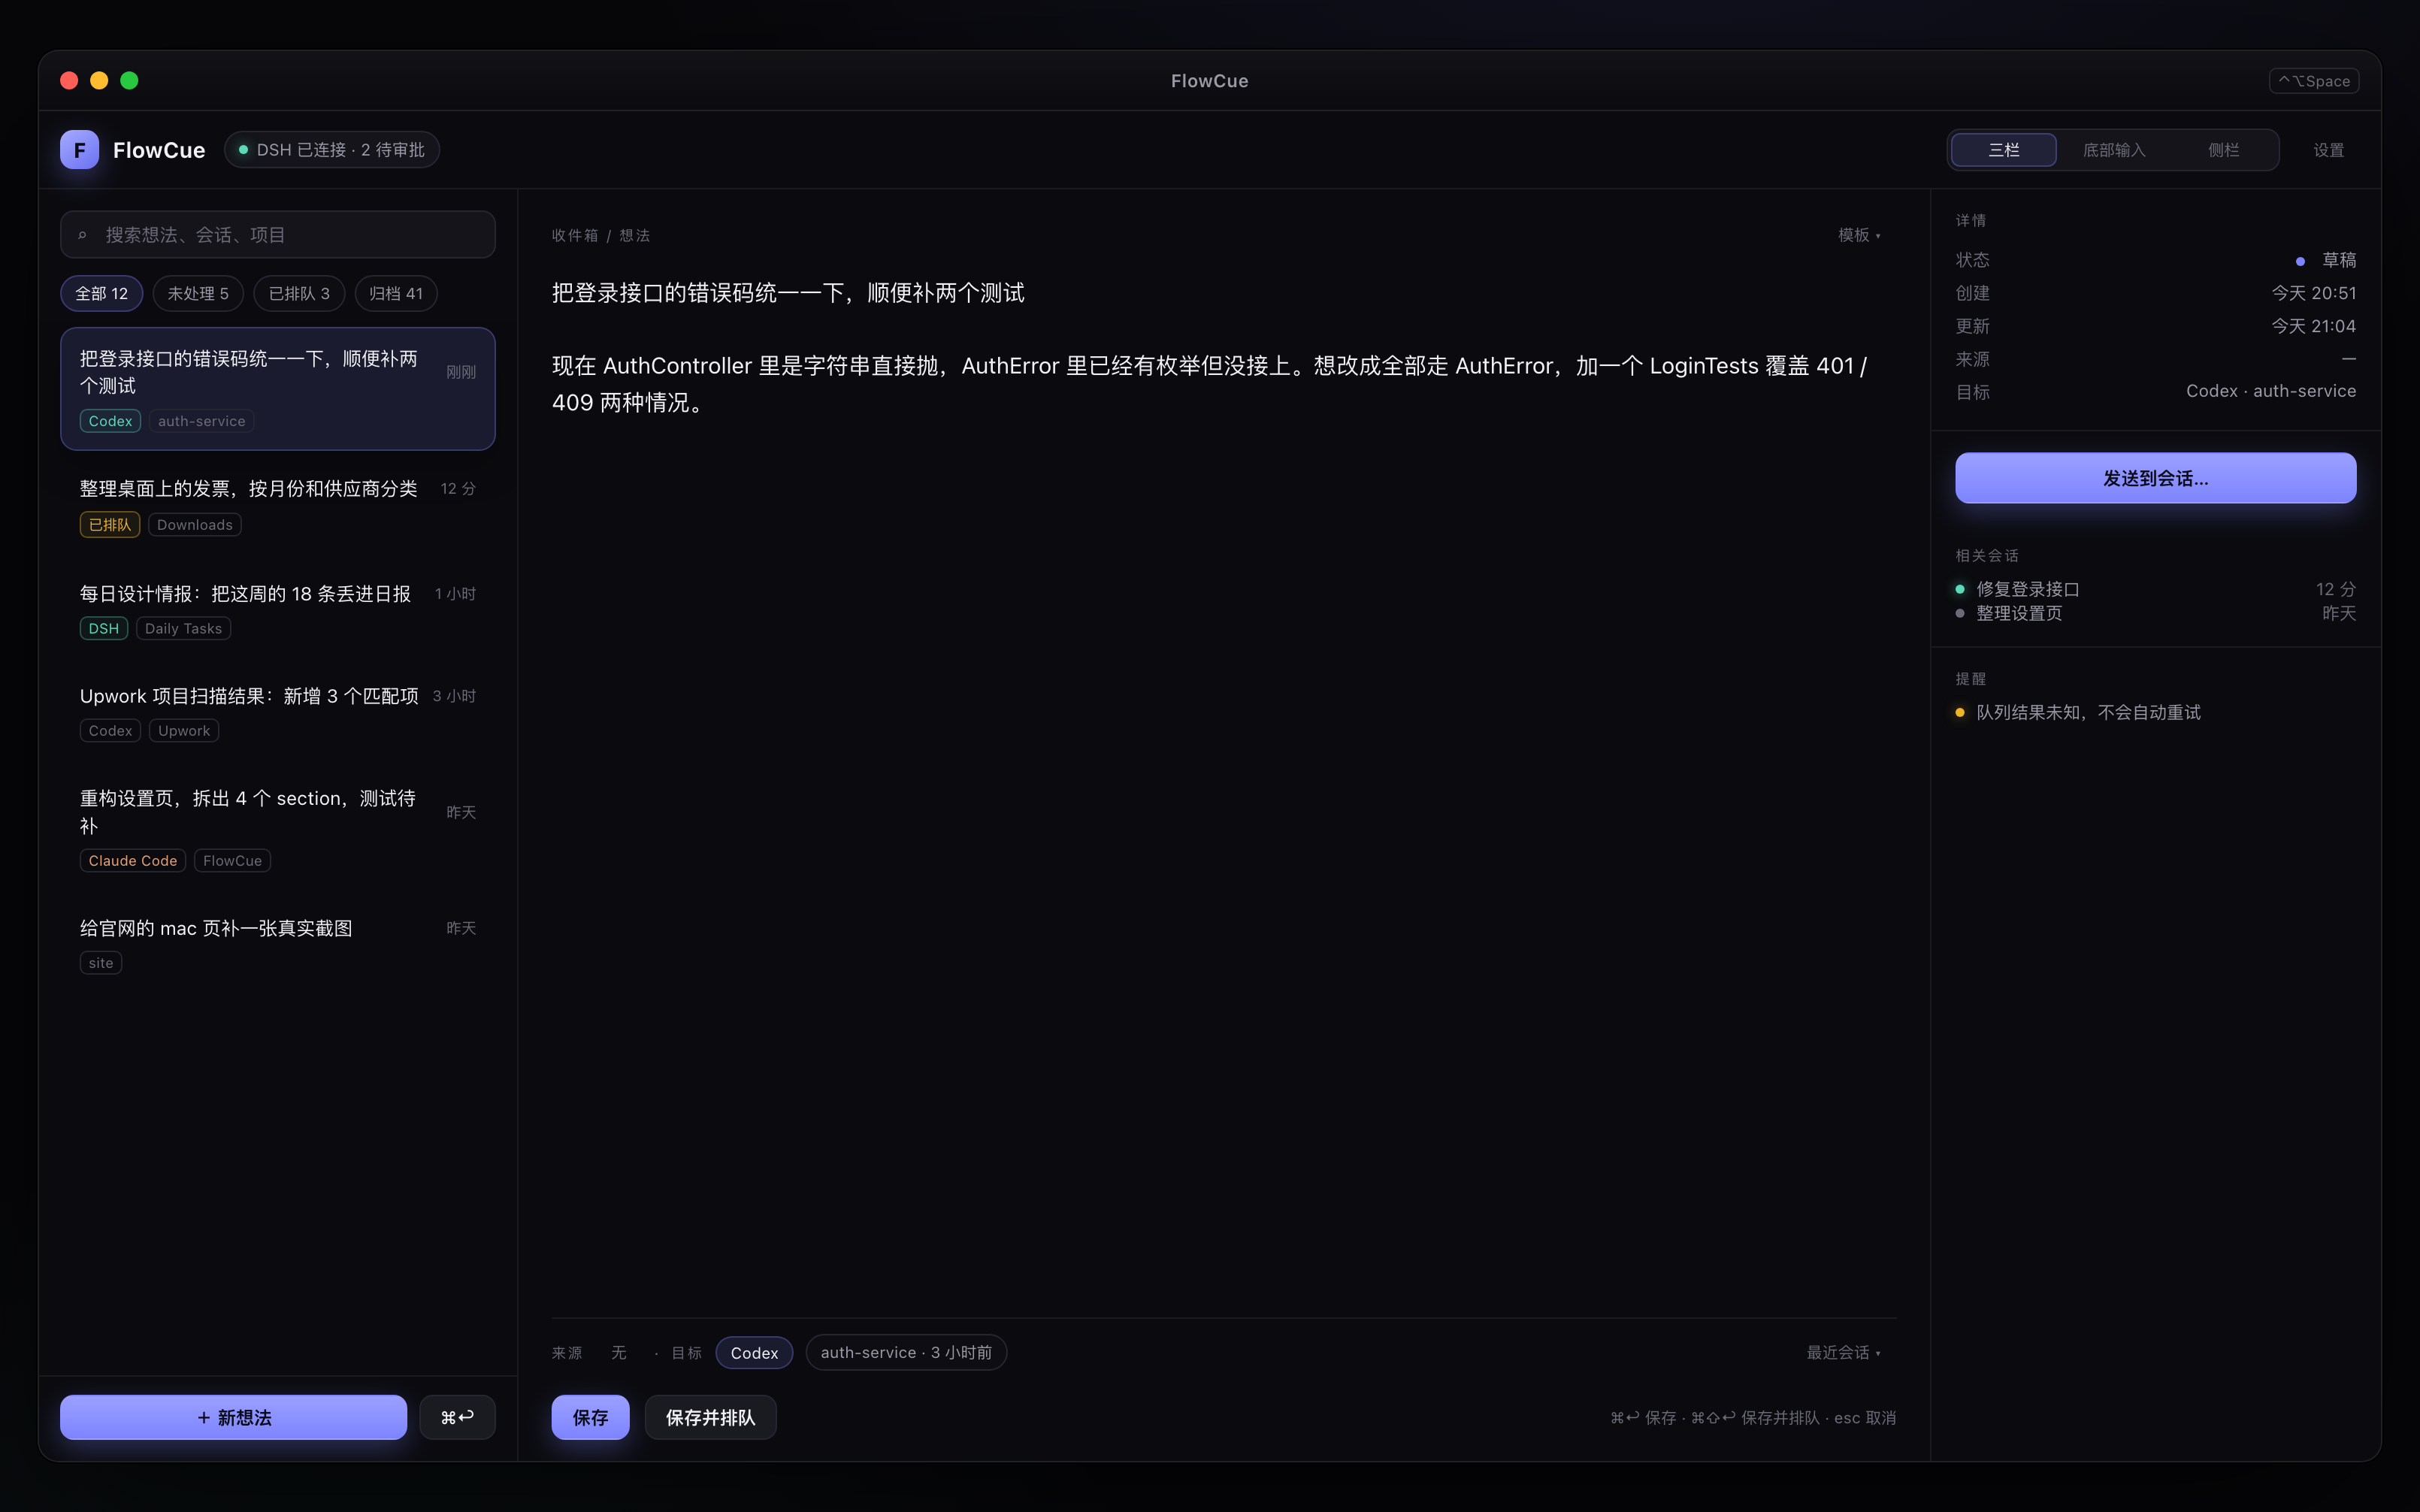 FlowCue
^⌥Space
F
FlowCue
DSH 已连接 · 2 待审批
三栏
底部输入
侧栏
设置
搜索想法、会话、项目
全部 12
未处理 5
已排队 3
归档 41
把登录接口的错误码统一一下，顺便补两
个测试
刚刚
Codex
auth-service
整理桌面上的发票，按月份和供应商分类
12 分
已排队
Downloads
每日设计情报：把这周的 18 条丢进日报
1 小时
DSH
Daily Tasks
Upwork 项目扫描结果：新增 3 个匹配项
3 小时
Codex
Upwork
重构设置页，拆出 4 个 section，测试待
补
昨天
Claude Code
FlowCue
给官网的 mac 页补一张真实截图
昨天
site
+ 新想法
⌘↩
收件箱 / 想法
模板 ▾
把登录接口的错误码统一一下，顺便补两个测试
现在 AuthController 里是字符串直接抛，AuthError 里已经有枚举但没接上。想改成全部走 AuthError，加一个 LoginTests 覆盖 401 /
409 两种情况。
来源 无 · 目标
Codex
auth-service · 3 小时前
最近会话 ▾
保存
保存并排队
⌘↩ 保存 · ⌘⇧↩ 保存并排队 · esc 取消
详情
状态
草稿
创建
今天 20:51
更新
今天 21:04
来源
—
目标
Codex · auth-service
发送到会话...
相关会话
修复登录接口
12 分
整理设置页
昨天
提醒
队列结果未知，不会自动重试